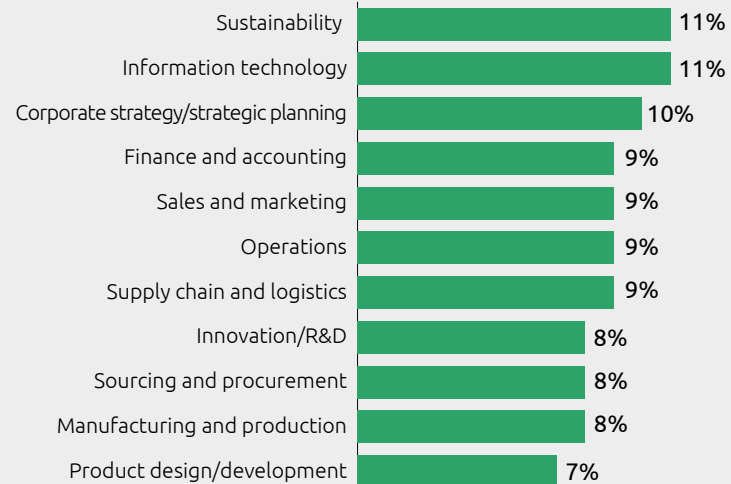 Sustainability 11%
Information technology 11%
Corporate strategy/strategic planning 10%
Finance and accounting 9%
Sales and marketing 9%
Operations 9%
Supply chain and logistics 9%
Innovation/R&D 8%
Sourcing and procurement 8%
Manufacturing and production 8%
Product design/development 7%